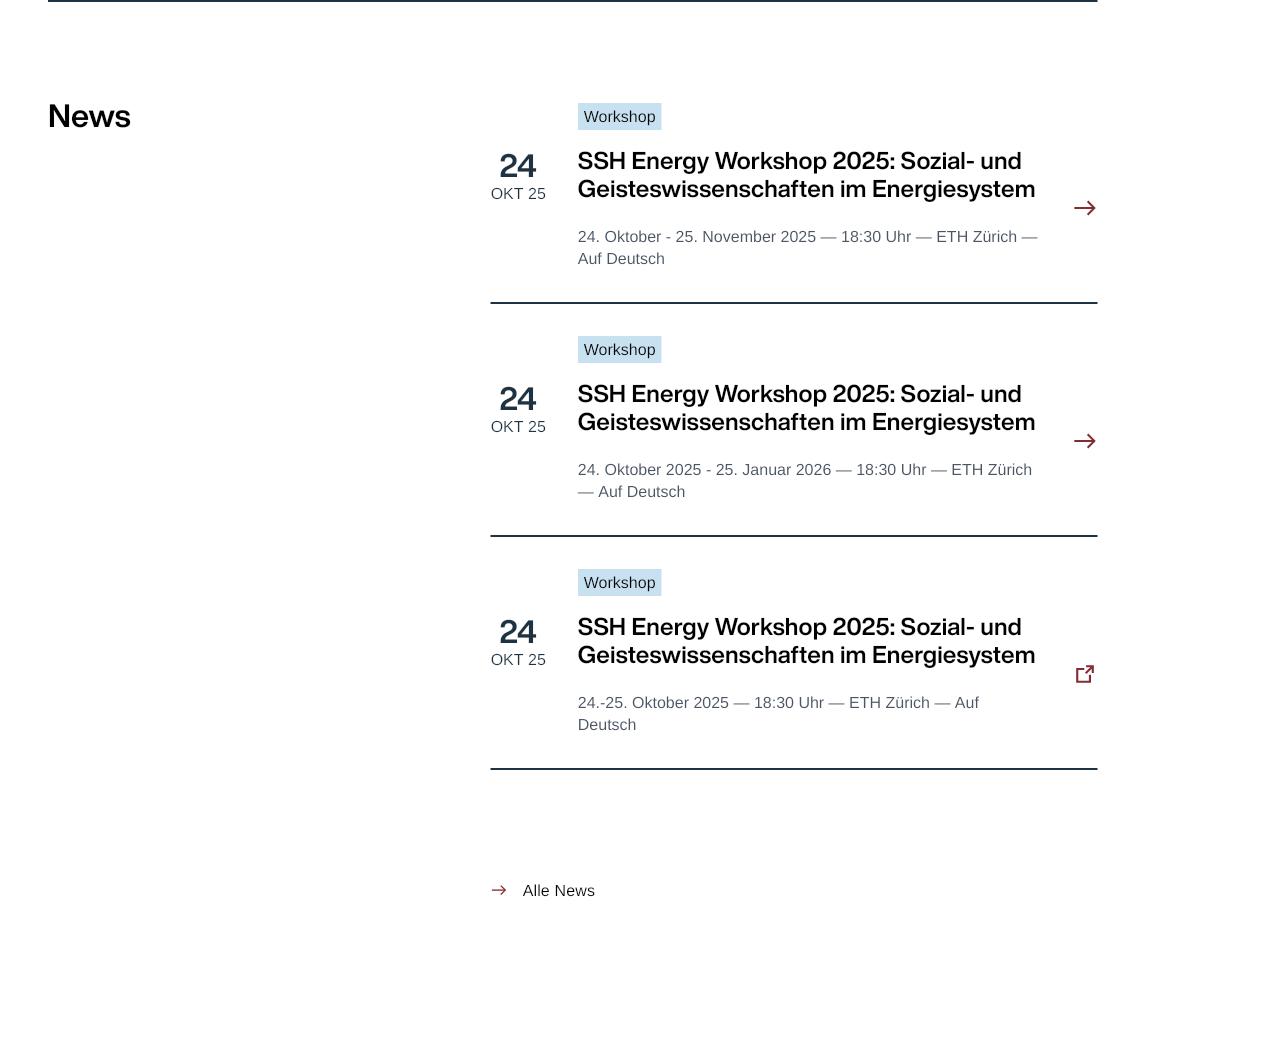 News
Workshop
24
OKT 25
SSH Energy Workshop 2025: Sozial- und
Geisteswissenschaften im Energiesystem
24. Oktober - 25. November 2025 — 18:30 Uhr — ETH Zürich —
Auf Deutsch
Workshop
24
OKT 25
SSH Energy Workshop 2025: Sozial- und
Geisteswissenschaften im Energiesystem
24. Oktober 2025 - 25. Januar 2026 — 18:30 Uhr — ETH Zürich
— Auf Deutsch
Workshop
24
OKT 25
SSH Energy Workshop 2025: Sozial- und
Geisteswissenschaften im Energiesystem
24.-25. Oktober 2025 — 18:30 Uhr — ETH Zürich — Auf
Deutsch
Alle News